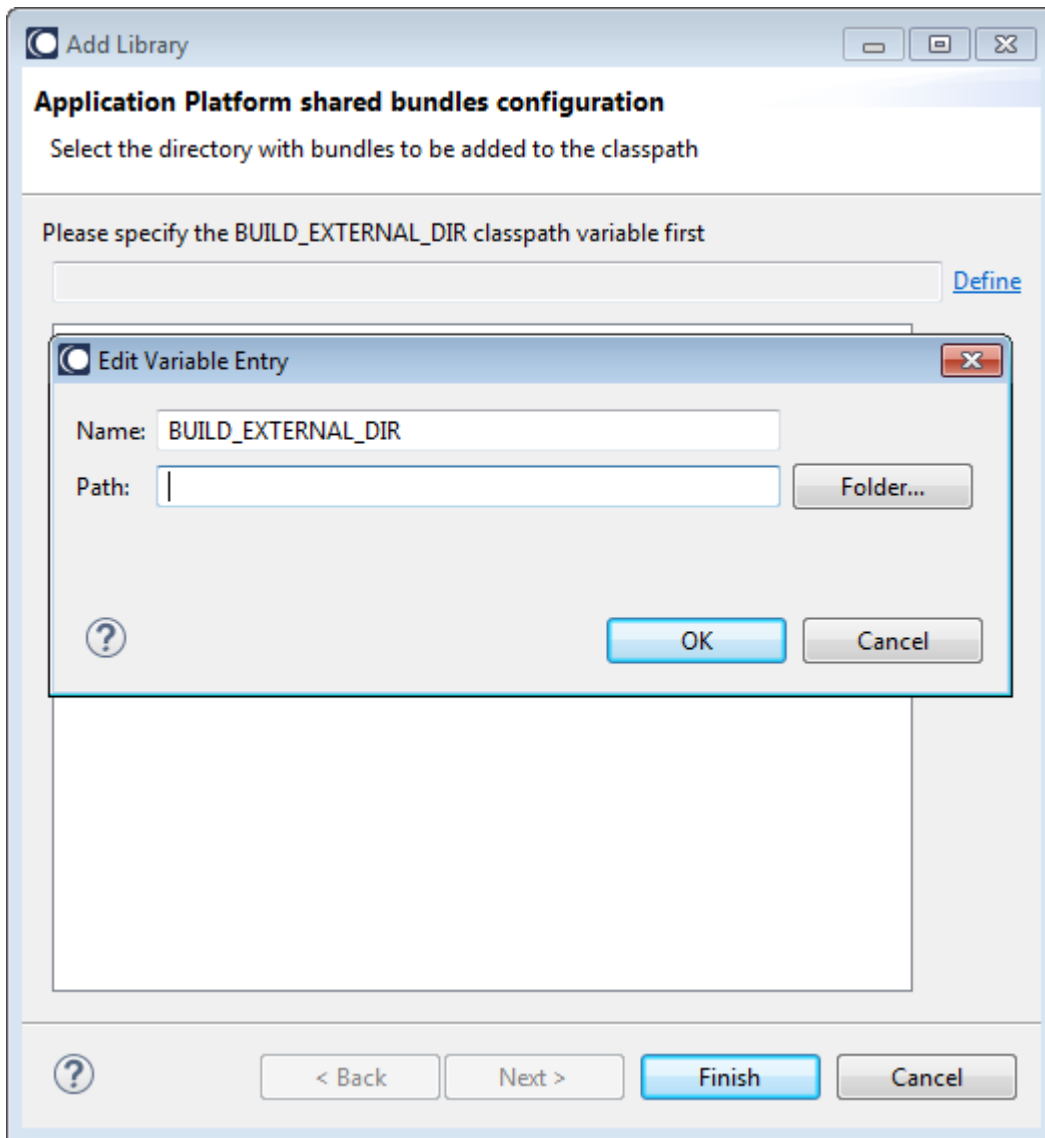 Add Library
Application Platform shared bundles configuration
Select the directory with bundles to be added to the classpath
Please specify the BUILD_EXTERNAL_DIR classpath variable first
Define
Edit Variable Entry
Name: BUILD_EXTERNAL_DIR
Path: Folder...
? OK Cancel
? < Back Next > Finish Cancel